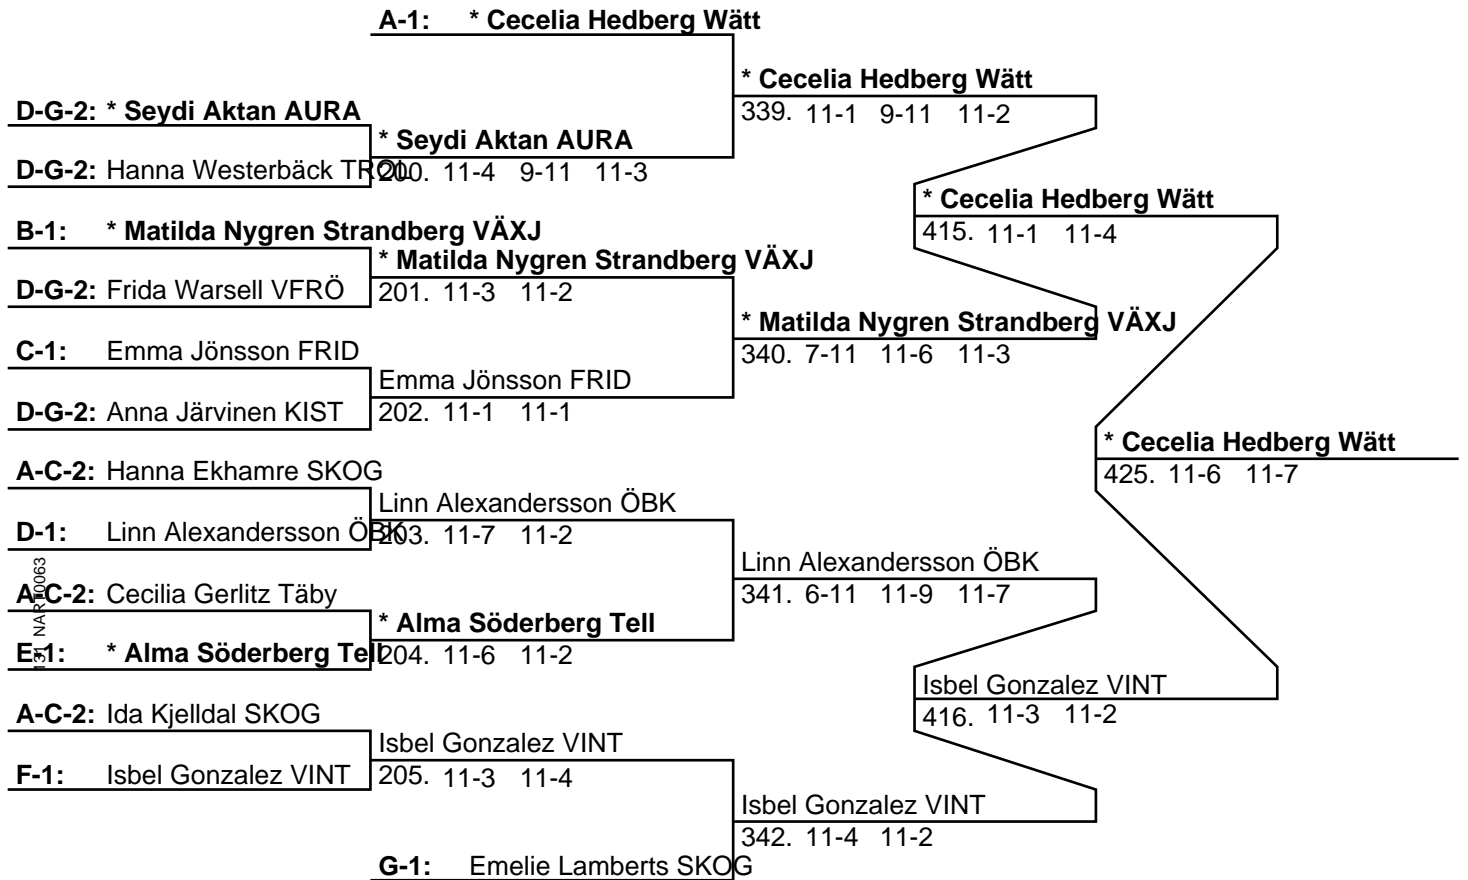 A-1: * Cecelia Hedberg Wätt
* Cecelia Hedberg Wätt
D-G-2: * Seydi Aktan AURA
339. 11-1 9-11 11-2
* Seydi Aktan AURA
D-G-2: Hanna Westerbäck TROL
200. 11-4 9-11 11-3
* Cecelia Hedberg Wätt
415. 11-1 11-4
B-1: * Matilda Nygren Strandberg VÄXJ
* Matilda Nygren Strandberg VÄXJ
D-G-2: Frida Warsell VFRÖ
201. 11-3 11-2
* Matilda Nygren Strandberg VÄXJ
340. 7-11 11-6 11-3
C-1: Emma Jönsson FRID
Emma Jönsson FRID
D-G-2: Anna Järvinen KIST
202. 11-1 11-1
* Cecelia Hedberg Wätt
425. 11-6 11-7
A-C-2: Hanna Ekhamre SKOG
Linn Alexandersson ÖBK
D-1: Linn Alexandersson ÖBK
203. 11-7 11-2
Linn Alexandersson ÖBK
341. 6-11 11-9 11-7
A-C-2: Cecilia Gerlitz Täby
* Alma Söderberg Tell
E-1: * Alma Söderberg Tell
204. 11-6 11-2
Isbel Gonzalez VINT
416. 11-3 11-2
A-C-2: Ida Kjelldal SKOG
Isbel Gonzalez VINT
F-1: Isbel Gonzalez VINT
205. 11-3 11-4
Isbel Gonzalez VINT
342. 11-4 11-2
G-1: Emelie Lamberts SKOG